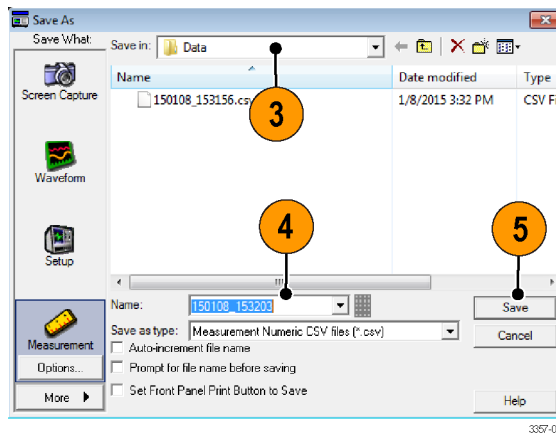 Save As
Save What:
Save in: Data
Name Date modified Type
150108_153156.csv 1/8/2015 3:32 PM CSV
3
Screen Capture
Waveform
Setup
4
5
Name: 150108_153203 Save
Save as type: Measurement Numeric CSV files (*.csv) Cancel
Measurement
Auto-increment file name
Options...
Prompt for file name before saving
Set Front Panel Print Button to Save
More Help
3357-0